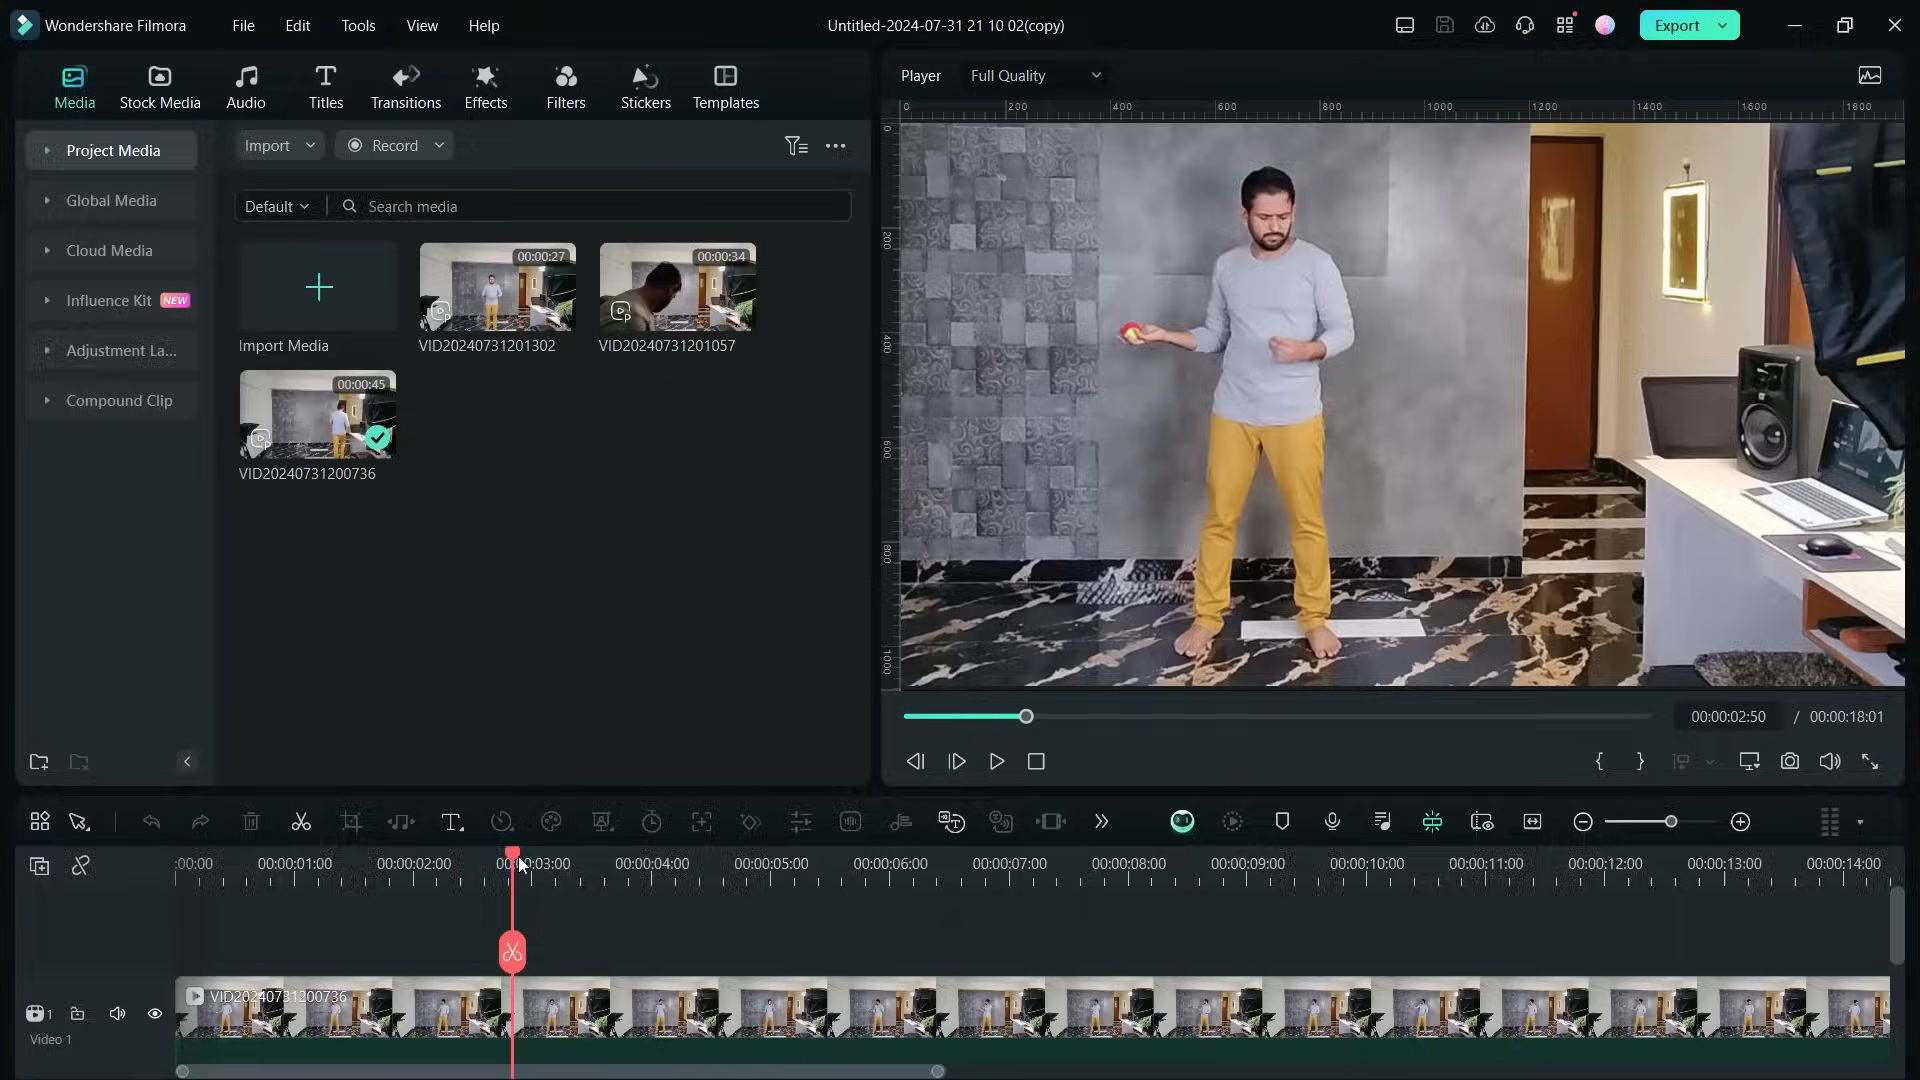 Wondershare Filmora File Edit Tools View Help Untitled-2024-07-31 21 10 02(copy) Export
Media Stock Media Audio Titles Transitions Effects Filters Stickers Templates
Player Full Quality
0 200 400 600 800 1000 1200 1400 1600 1800
Project Media
Global Media
Cloud Media
Influence Kit NEW
Adjustment La...
Compound Clip
Import Record
Default Search media
Import Media
00:00:27
VID20240731201302
00:00:34
VID20240731201057
00:00:45
VID20240731200736
0
200
400
600
800
1000
00:00:02:50 / 00:00:18:01
{ }
:00:00 00:00:01:00 00:00:02:00 00:00:03:00 00:00:04:00 00:00:05:00 00:00:06:00 00:00:07:00 00:00:08:00 00:00:09:00 00:00:10:00 00:00:11:00 00:00:12:00 00:00:13:00 00:00:14:00
VID20240731200736
1
Video 1